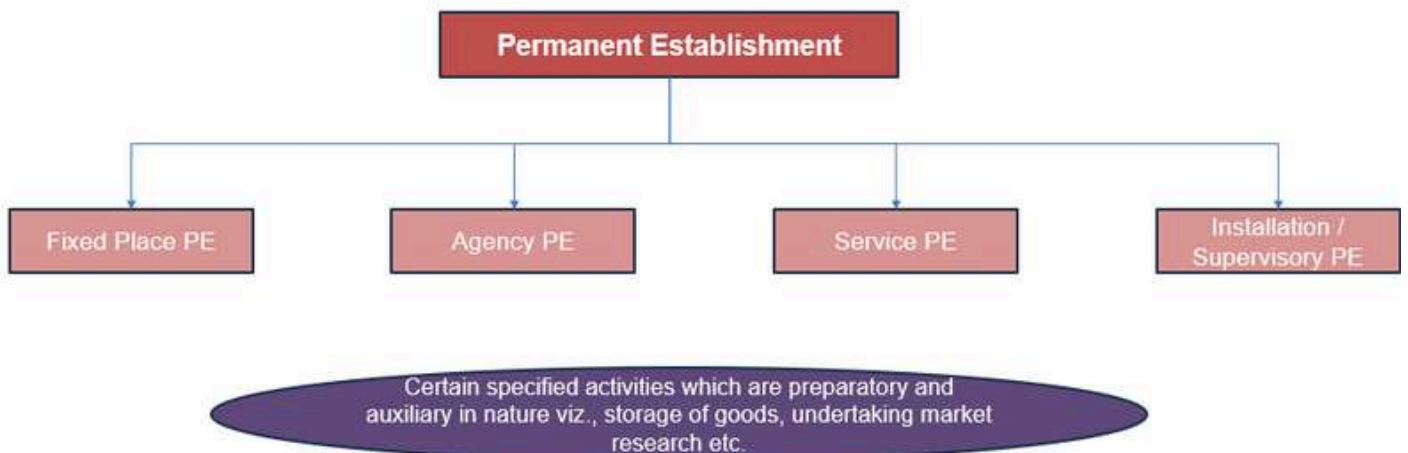 Permanent Establishment
Fixed Place PE
Agency PE
Service PE
Installation /
Supervisory PE
Certain specified activities which are preparatory and
auxiliary in nature viz., storage of goods, undertaking market
research etc.